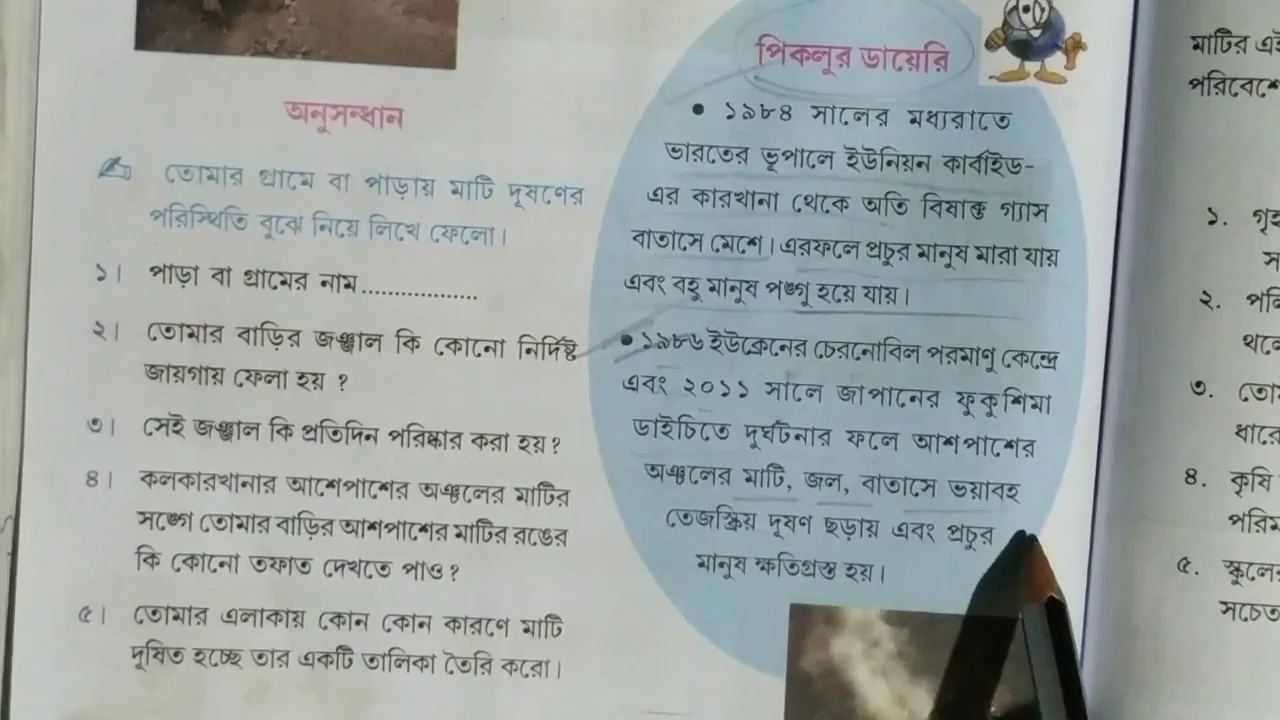 অনুসন্ধান
তোমার গ্রামে বা পাড়ায় মাটি দূষণের
পরিস্থিতি বুঝে নিয়ে লিখে ফেলো।
১। পাড়া বা গ্রামের নাম..................
২। তোমার বাড়ির জঞ্জাল কি কোনো নির্দিষ্ট
জায়গায় ফেলা হয় ?
৩। সেই জঞ্জাল কি প্রতিদিন পরিষ্কার করা হয়?
৪। কলকারখানার আশেপাশের অঞ্চলের মাটির
সঙ্গে তোমার বাড়ির আশপাশের মাটির রঙের
কি কোনো তফাত দেখতে পাও?
৫। তোমার এলাকায় কোন কোন কারণে মাটি
দূষিত হচ্ছে তার একটি তালিকা তৈরি করো।
পিকলুর ডায়েরি
• ১৯৮৪ সালের মধ্যরাতে
ভারতের ভূপালে ইউনিয়ন কার্বাইড-
এর কারখানা থেকে অতি বিষাক্ত গ্যাস
বাতাসে মেশে। এরফলে প্রচুর মানুষ মারা যায়
এবং বহু মানুষ পঙ্গু হয়ে যায়।
• ১৯৮৬ ইউক্রেনের চেরনোবিল পরমাণু কেন্দ্রে
এবং ২০১১ সালে জাপানের ফুকুশিমা
ডাইচিতে দুর্ঘটনার ফলে আশপাশের
অঞ্চলের মাটি, জল, বাতাসে ভয়াবহ
তেজস্ক্রিয় দূষণ ছড়ায় এবং প্রচুর
মানুষ ক্ষতিগ্রস্ত হয়।
মাটির
পরিবেশে
১.
২.
৩.
৪. কৃষি
৫.